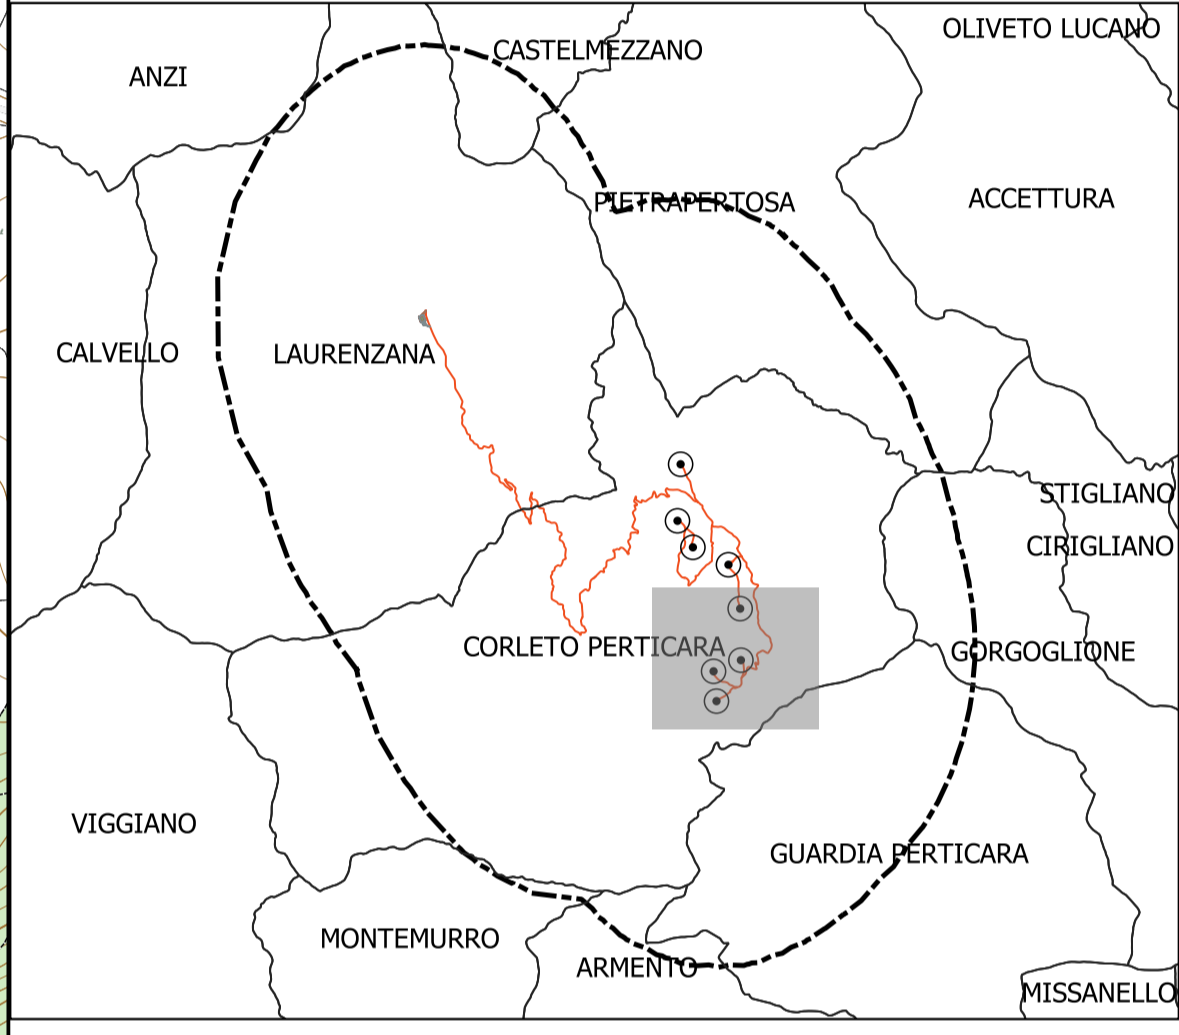 OLIVETO LUCANO
CASTELMEZZANO
ANZI
ACCETTURA
PIETRAPERTOSA
CALVELLO
LAURENZANA
STIGLIANO
CIRIGLIANO
CORLETO PERTICARA
GORGOGLIONE
VIGGIANO
GUARDIA PERTICARA
MONTEMURRO
ARMENTO
MISSANELLO